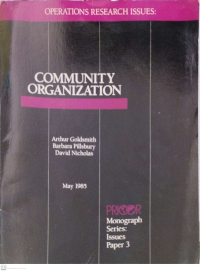 OPERATIONS RESEARCH ISSUES:
COMMUNITY
ORGANIZATION
Arthur Goldsmith
Barbara Pillsbury
David Nicholas
May 1985
PRICOR
Monograph
Series:
Issues
Paper 3